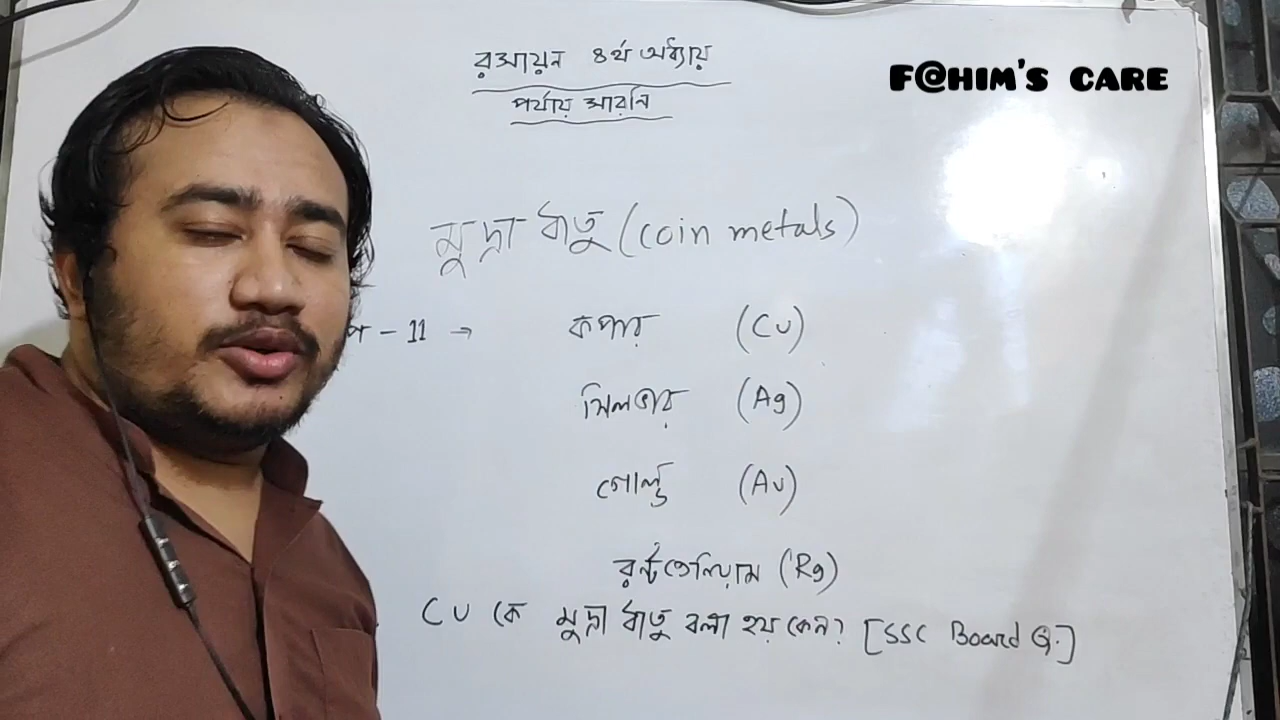 রসায়ন ৪র্থ অধ্যায়
পর্যায় সারনি
F@HIM'S CARE
মুদ্রা ধাতু (coin metals)
প - 11 → কপার (Cu)
সিলভার (Ag)
গোল্ড (Au)
রন্টজেনিয়াম (Rg)
Cu কে মুদ্রা ধাতু বলা হয় কেন? [SSC Board Q.]